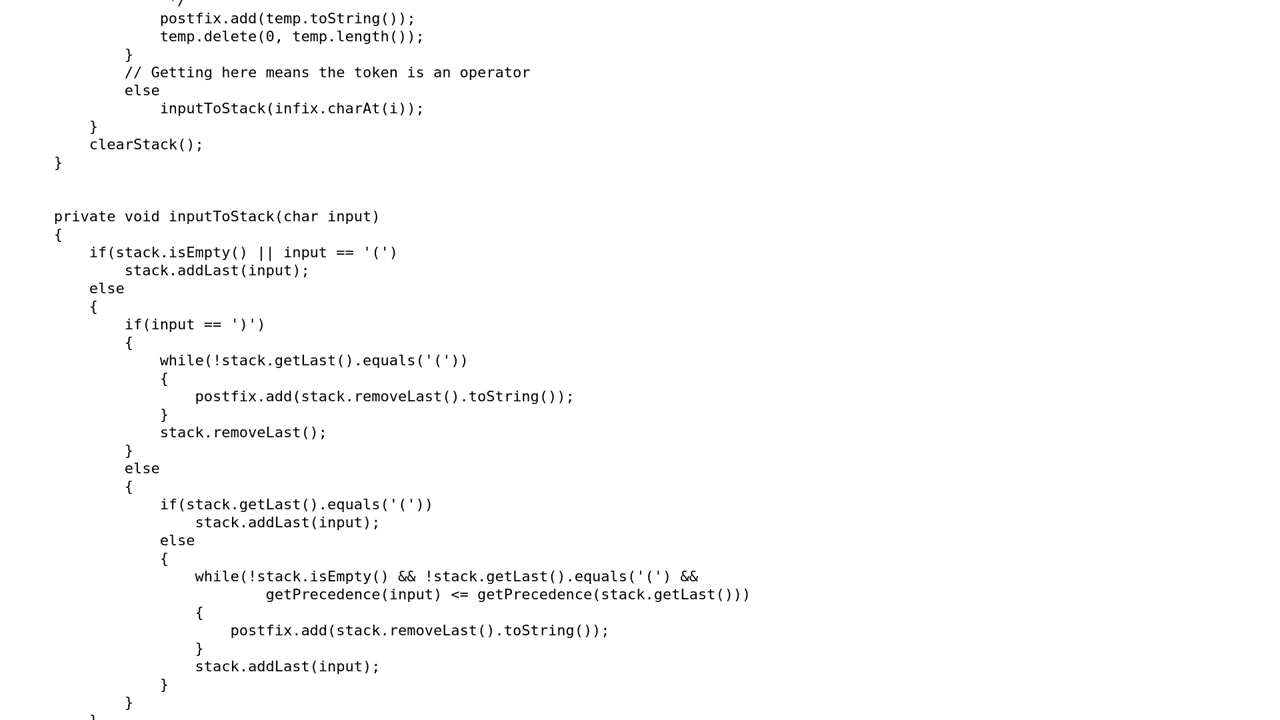 */
postfix.add(temp.toString());
temp.delete(0, temp.length());
}
// Getting here means the token is an operator
else
inputToStack(infix.charAt(i));
}
clearStack();
}
private void inputToStack(char input)
{
if(stack.isEmpty() || input == '(')
stack.addLast(input);
else
{
if(input == ')')
{
while(!stack.getLast().equals('('))
{
postfix.add(stack.removeLast().toString());
}
stack.removeLast();
}
else
{
if(stack.getLast().equals('('))
stack.addLast(input);
else
{
while(!stack.isEmpty() && !stack.getLast().equals('(') &&
getPrecedence(input) <= getPrecedence(stack.getLast()))
{
postfix.add(stack.removeLast().toString());
}
stack.addLast(input);
}
}
}